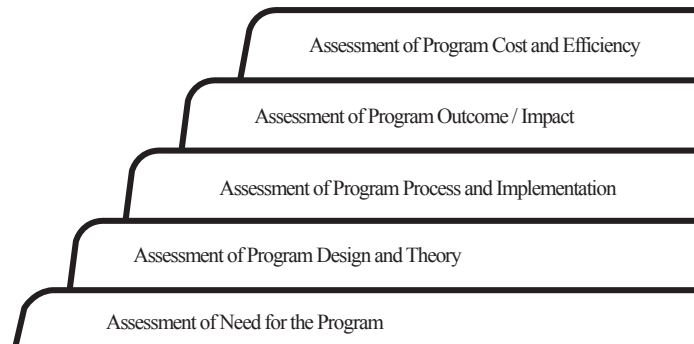 Assessment of Program Cost and Efficiency
Assessment of Program Outcome / Impact
Assessment of Program Process and Implementation
Assessment of Program Design and Theory
Assessment of Need for the Program